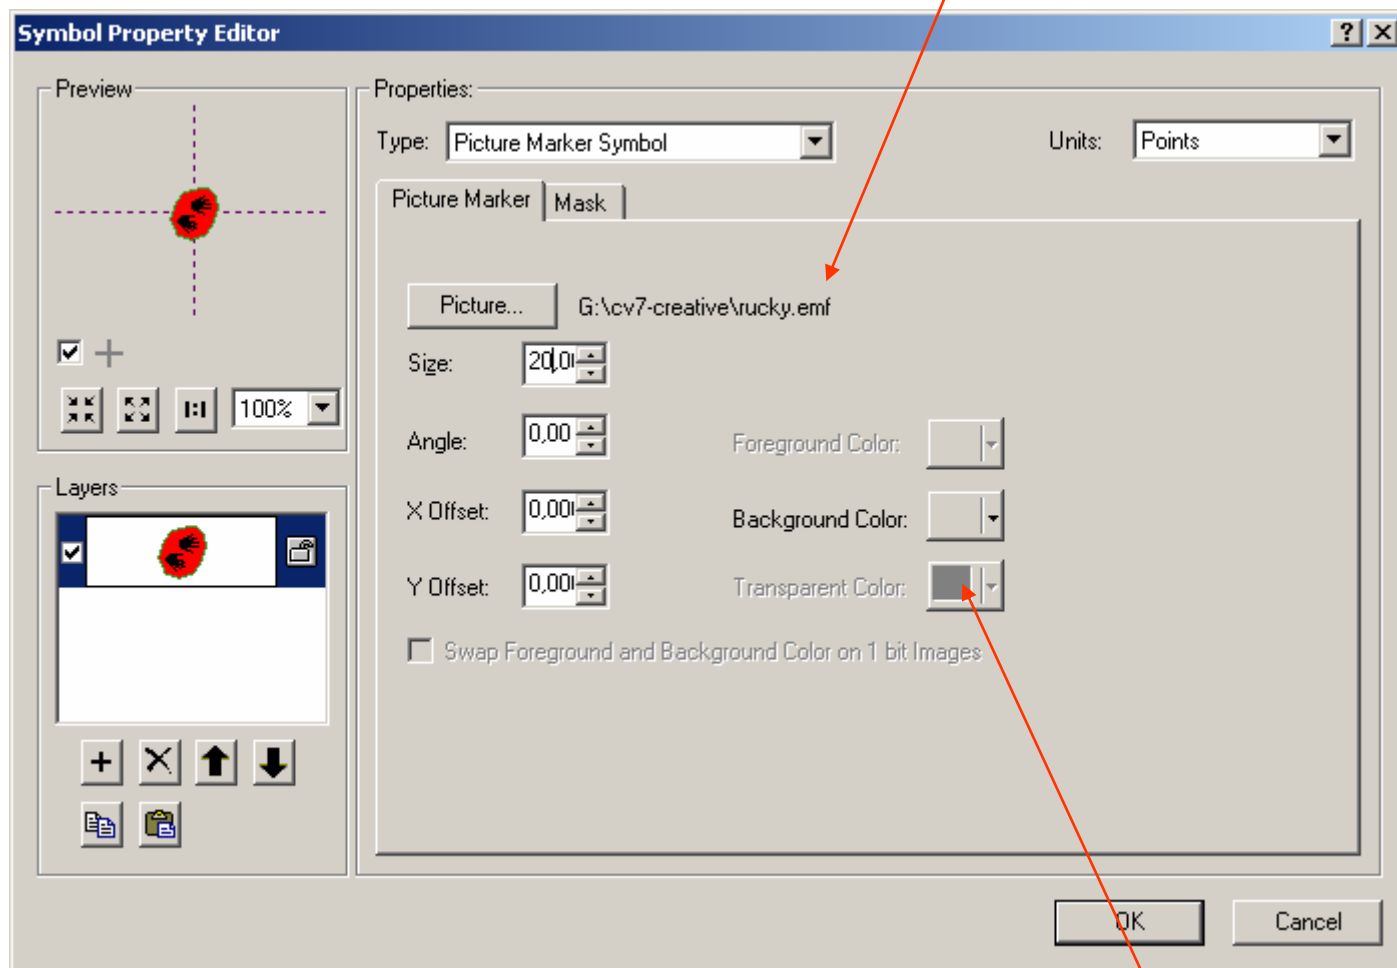 Symbol Property Editor
Preview
100%
Layers
Properties:
Type: Picture Marker Symbol
Units: Points
Picture Marker
Mask
Picture... G:\cv7-creative\rucky.emf
Size: 20,0
Angle: 0,00
Foreground Color:
X Offset: 0,00
Background Color:
Y Offset: 0,00
Transparent Color:
Swap Foreground and Background Color on 1 bit Images
OK
Cancel